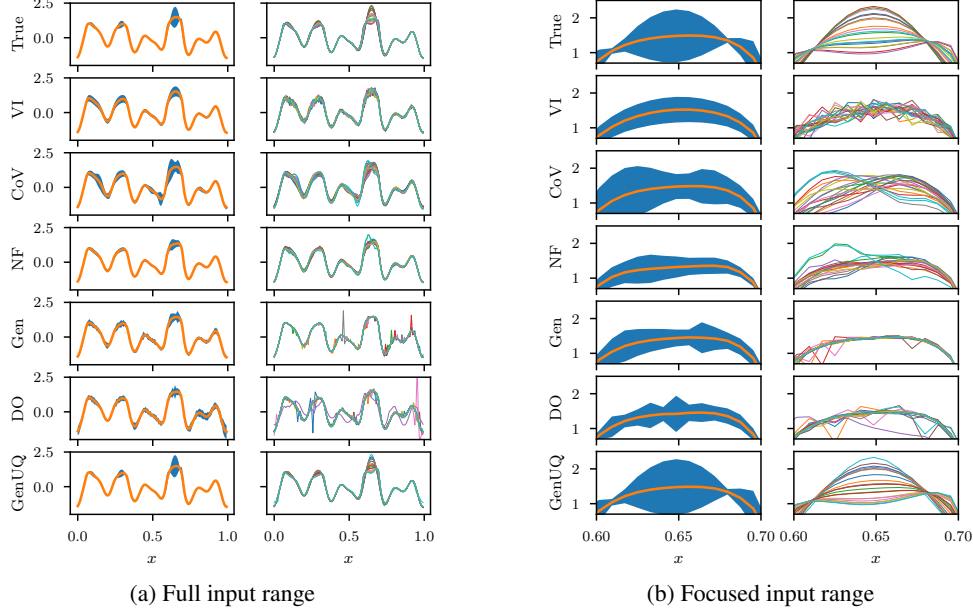 True
2.5
0.0
VI
2.5
0.0
CoV
2.5
0.0
NF
2.5
0.0
Gen
2.5
0.0
DO
2.5
0.0
GenUQ
2.5
0.0
0.0 0.5 1.0 0.0 0.5 1.0
x x
(a) Full input range
True
2
1
VI
2
1
CoV
2
1
NF
2
1
Gen
2
1
DO
2
1
GenUQ
2
1
0.60 0.65 0.70 0.60 0.65 0.70
x x
(b) Focused input range